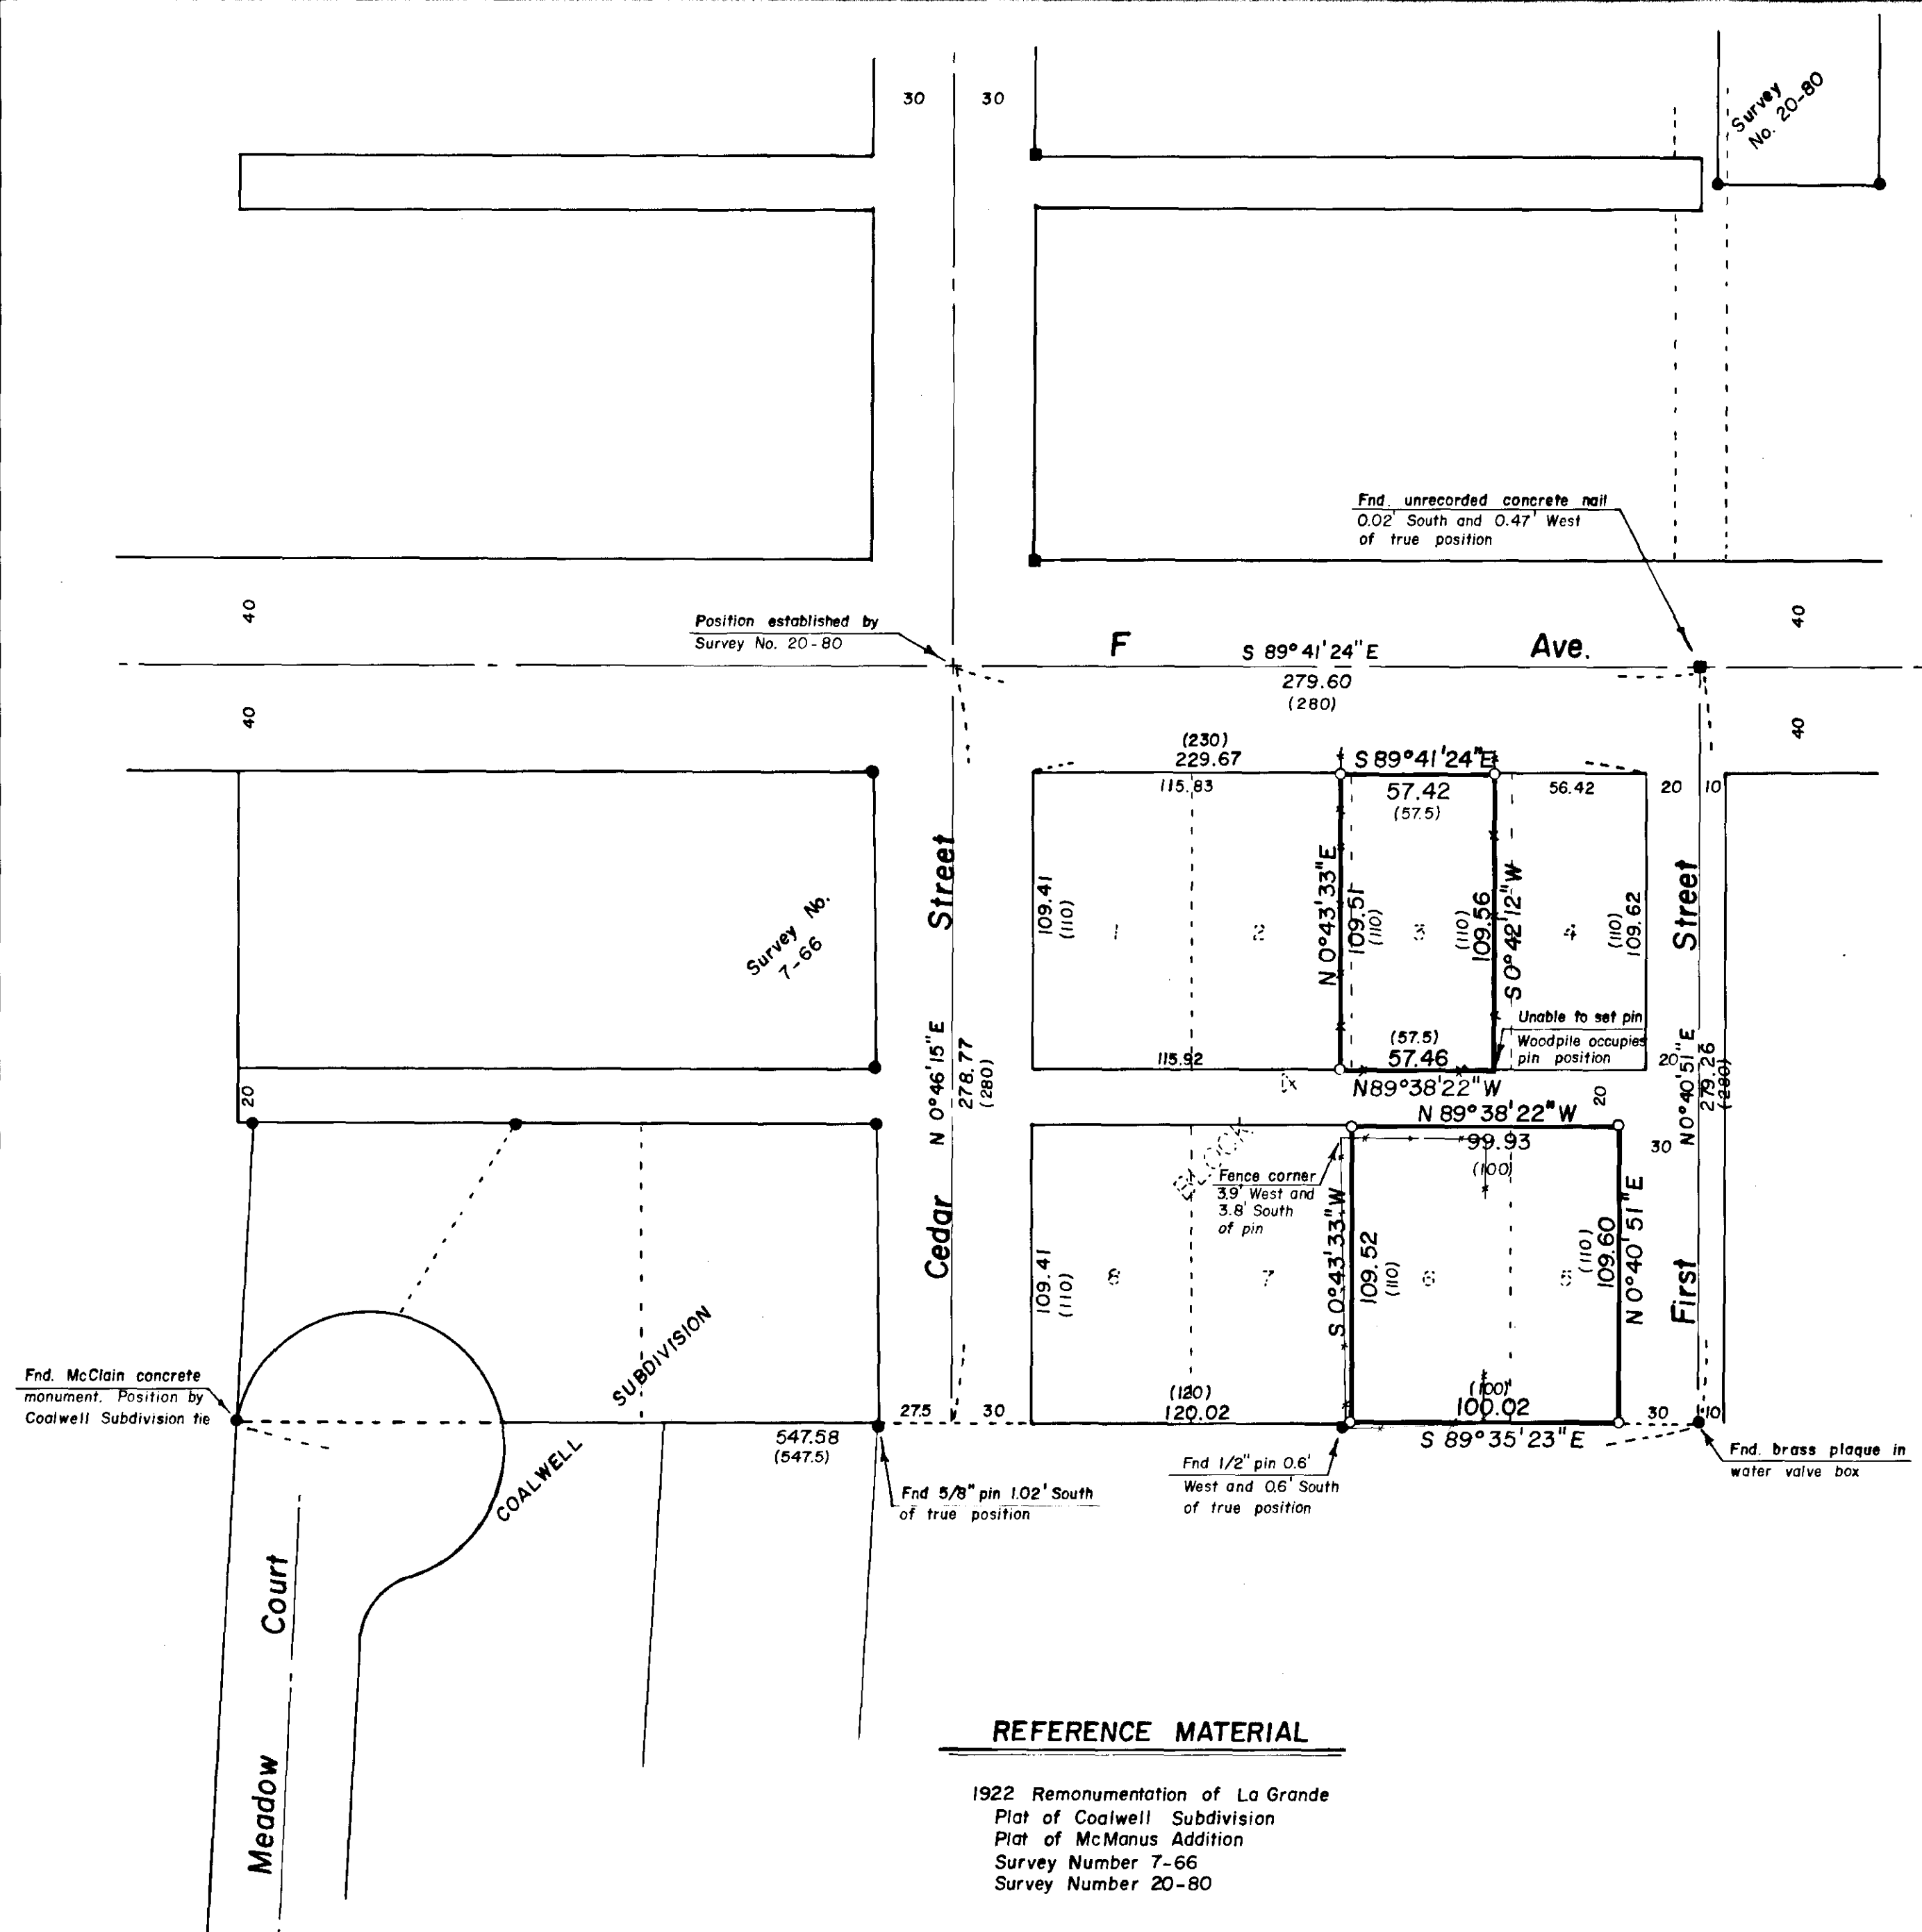 30
30
Survey
No. 20-80
Fnd. unrecorded concrete nail
0.02' South and 0.47' West
of true position
40
40
Position established by
Survey No. 20-80
F Ave.
S 89°41'24"E
279.60
(280)
40
40
(230)
229.67
115.83
S 89°41'24"E
57.42
(57.5)
56.42
20
10
Survey No.
7-66
Cedar Street
N 0°46'15"E
278.77
(280)
109.41
(110)
1
2
N 0°43'33"E
109.51
(110)
3
(110)
109.56
S 0°42'12"W
4
(110)
109.62
First Street
N 0°40'51"E
279.26
(280)
Unable to set pin
Woodpile occupies
pin position
115.92
(57.5)
57.46
N 89°38'22"W
20
20
20
N 89°38'22"W
99.93
(100)
30
BLOCK
Fence corner
3.9' West and
3.8' South
of pin
109.41
(110)
8
7
S 0°43'33"W
109.52
(110)
6
5
(110)
109.60
N 0°40'51"E
Fnd. McClain concrete
monument. Position by
Coalwell Subdivision tie
COALWELL SUBDIVISION
547.58
(547.5)
27.5
30
(120)
120.02
(100)
100.02
S 89°35'23"E
30
10
Fnd 5/8" pin 1.02' South
of true position
Fnd 1/2" pin 0.6'
West and 0.6' South
of true position
Fnd. brass plaque in
water valve box
Meadow Court
REFERENCE MATERIAL
1922 Remonumentation of La Grande
Plat of Coalwell Subdivision
Plat of McManus Addition
Survey Number 7-66
Survey Number 20-80